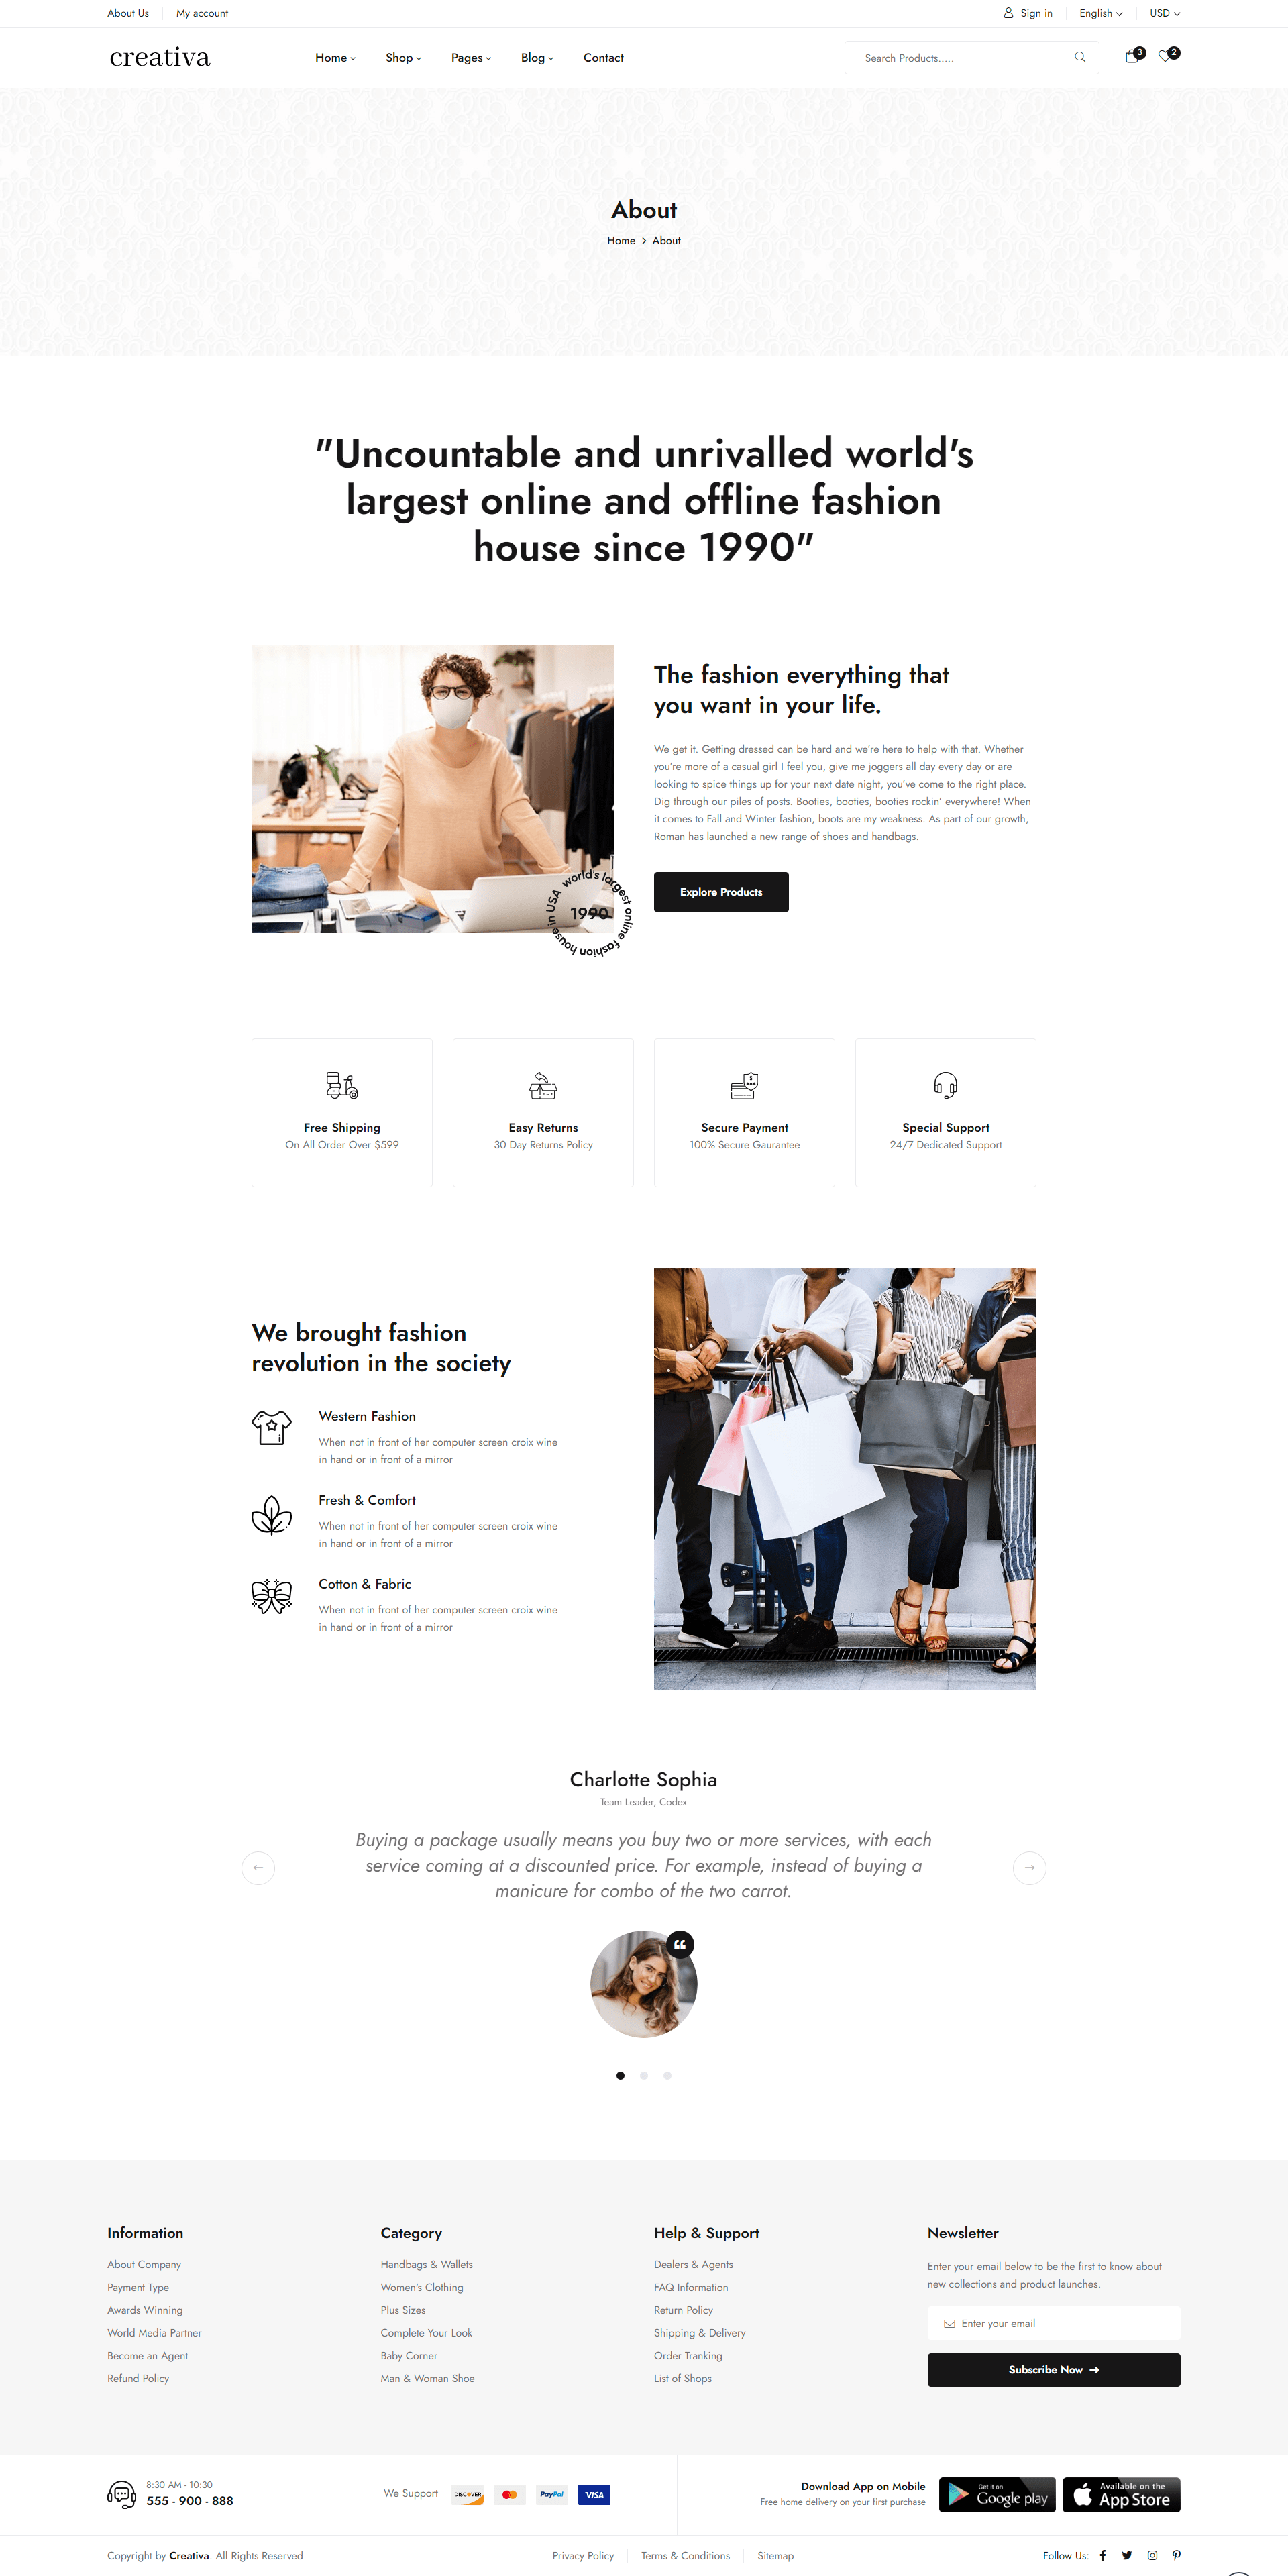 About Us
My account
Sign in
English
USD
creativa
Home
Shop
Pages
Blog
Contact
Search Products.....
3
2
About
Home
About
"Uncountable and unrivalled world's
largest online and offline fashion
house since 1990"
The fashion everything that
you want in your life.
We get it. Getting dressed can be hard and we're here to help with that. Whether
you're more of a casual girl I feel you, give me joggers all day every day or are
looking to spice things up for your next date night, you've come to the right place.
Dig through our piles of posts. Booties, booties, booties rockin' everywhere! When
it comes to Fall and Winter fashion, boots are my weakness. As part of our growth,
Roman has launched a new range of shoes and handbags.
Explore Products
world's largest online fashion house in USA
1990
Free Shipping
On All Order Over $599
Easy Returns
30 Day Returns Policy
Secure Payment
100% Secure Gaurantee
Special Support
24/7 Dedicated Support
We brought fashion
revolution in the society
Western Fashion
When not in front of her computer screen croix wine
in hand or in front of a mirror
Fresh & Comfort
When not in front of her computer screen croix wine
in hand or in front of a mirror
Cotton & Fabric
When not in front of her computer screen croix wine
in hand or in front of a mirror
Charlotte Sophia
Team Leader, Codex
Buying a package usually means you buy two or more services, with each
service coming at a discounted price. For example, instead of buying a
manicure for combo of the two carrot.
Information
About Company
Payment Type
Awards Winning
World Media Partner
Become an Agent
Refund Policy
Category
Handbags & Wallets
Women's Clothing
Plus Sizes
Complete Your Look
Baby Corner
Man & Woman Shoe
Help & Support
Dealers & Agents
FAQ Information
Return Policy
Shipping & Delivery
Order Tranking
List of Shops
Newsletter
Enter your email below to be the first to know about
new collections and product launches.
Enter your email
Subscribe Now
8:30 AM - 10:30
555 - 900 - 888
We Support
DISCOVER
PayPal
VISA
Download App on Mobile
Free home delivery on your first purchase
Get it on
Google play
Available on the
App Store
Copyright by Creativa. All Rights Reserved
Privacy Policy
Terms & Conditions
Sitemap
Follow Us: